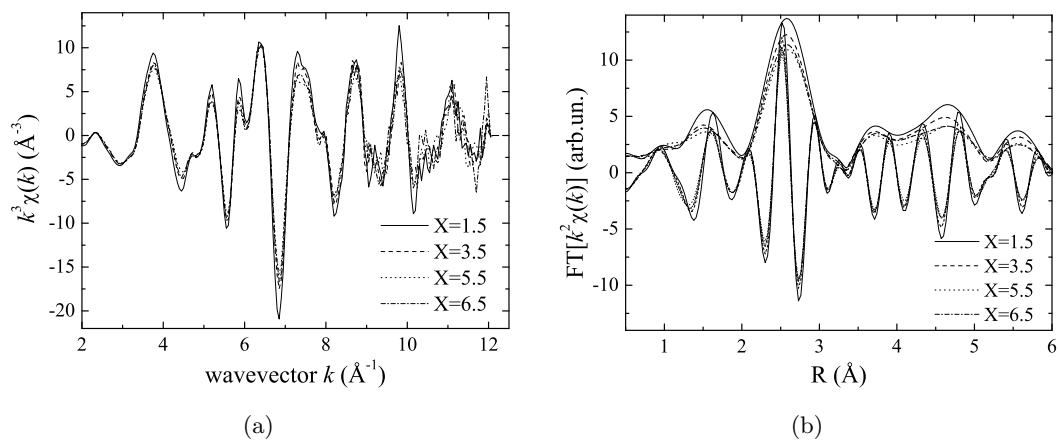 k³χ(k) (Å⁻³)
10
5
0
-5
-10
-15
-20
X=1.5
X=3.5
X=5.5
X=6.5
2 4 6 8 10 12
wavevector k (Å⁻¹)
(a)
FT[k²χ(k)] (arb.un.)
10
5
0
-5
-10
X=1.5
X=3.5
X=5.5
X=6.5
1 2 3 4 5 6
R (Å)
(b)